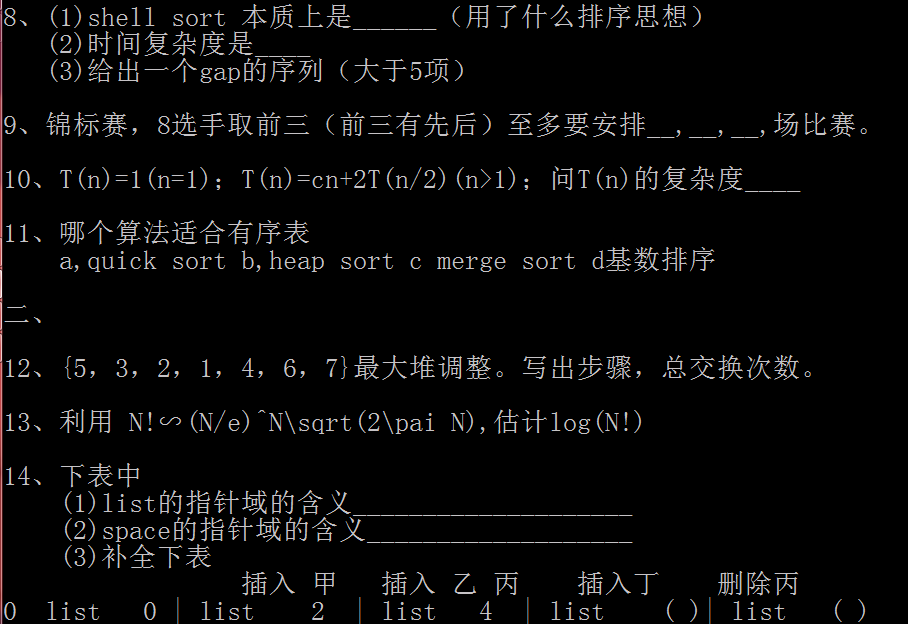 8、(1)shell sort 本质上是______（用了什么排序思想）
(2)时间复杂度是____
(3)给出一个gap的序列（大于5项）
9、锦标赛，8选手取前三（前三有先后）至多要安排__,__,__,场比赛。
10、T(n)=1(n=1)；T(n)=cn+2T(n/2)(n>1)；问T(n)的复杂度____
11、哪个算法适合有序表
a,quick sort b,heap sort c merge sort d基数排序
二、
12、{5，3，2，1，4，6，7}最大堆调整。写出步骤，总交换次数。
13、利用 N!∽(N/e)^N\sqrt(2\pai N),估计log(N!)
14、下表中
(1)list的指针域的含义____________________
(2)space的指针域的含义___________________
(3)补全下表
插入 甲 插入 乙 丙 插入丁 删除丙
0 list 0 | list 2 | list 4 | list ( )| list ( )